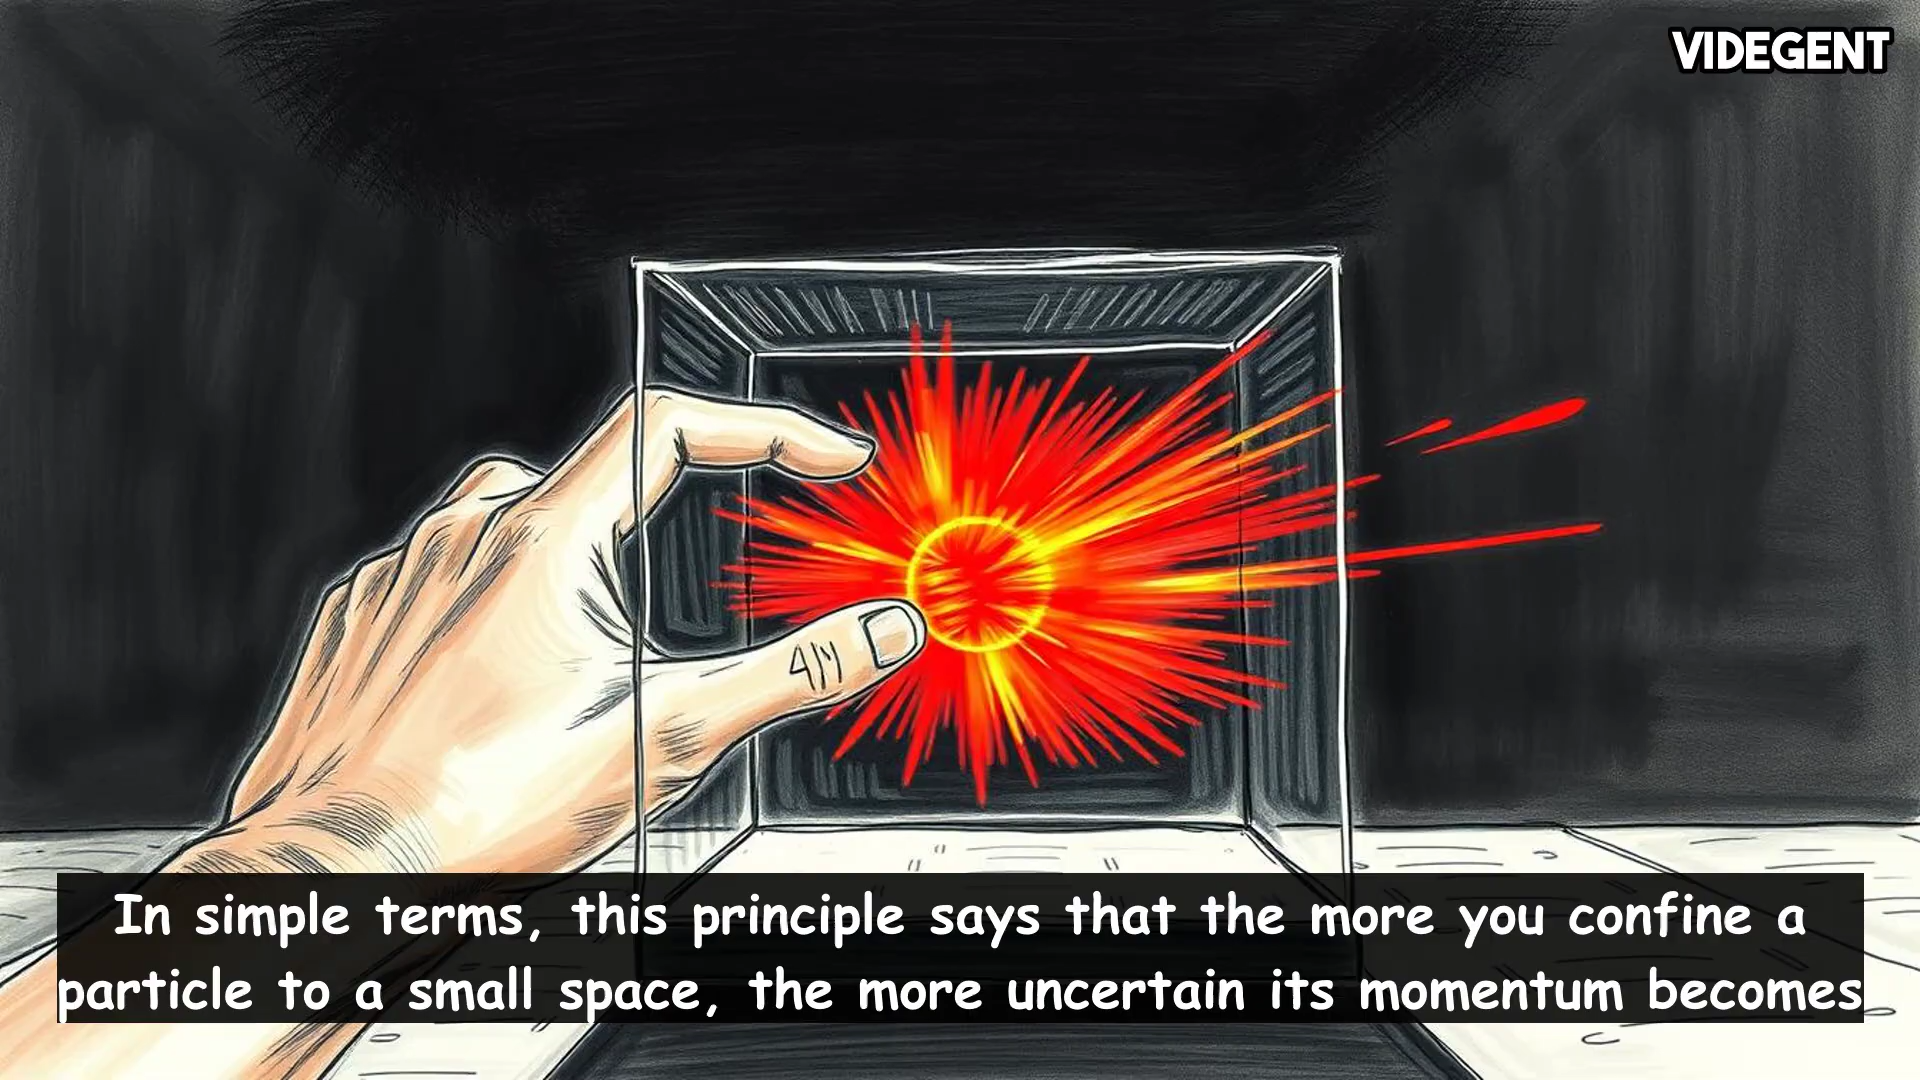 VIDEGENT
In simple terms, this principle says that the more you confine a
particle to a small space, the more uncertain its momentum becomes